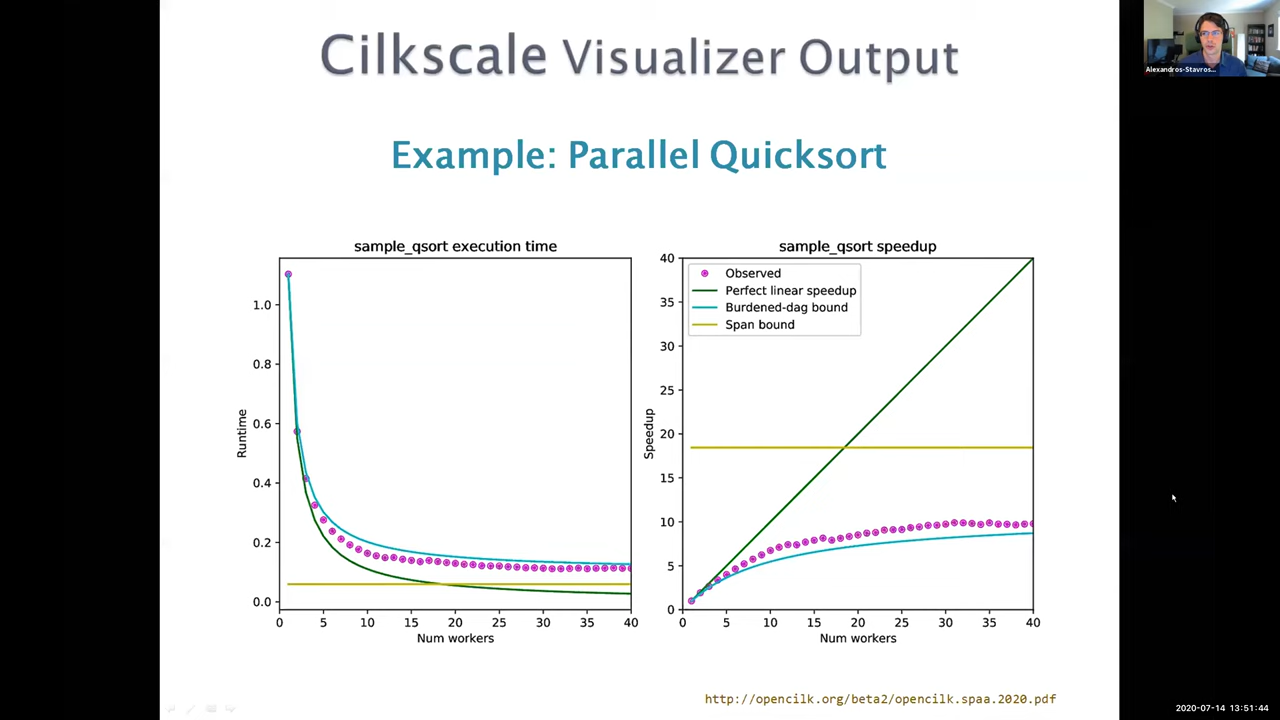 Cilkscale Visualizer Output
Alexandros-Stavros...
Example: Parallel Quicksort
sample_qsort execution time
Runtime
1.0
0.8
0.6
0.4
0.2
0.0
0 5 10 15 20 25 30 35 40
Num workers
sample_qsort speedup
Observed
Perfect linear speedup
Burdened-dag bound
Span bound
Speedup
40
35
30
25
20
15
10
5
0
0 5 10 15 20 25 30 35 40
Num workers
http://opencilk.org/beta2/opencilk.spaa.2020.pdf
2020-07-14 13:51:44